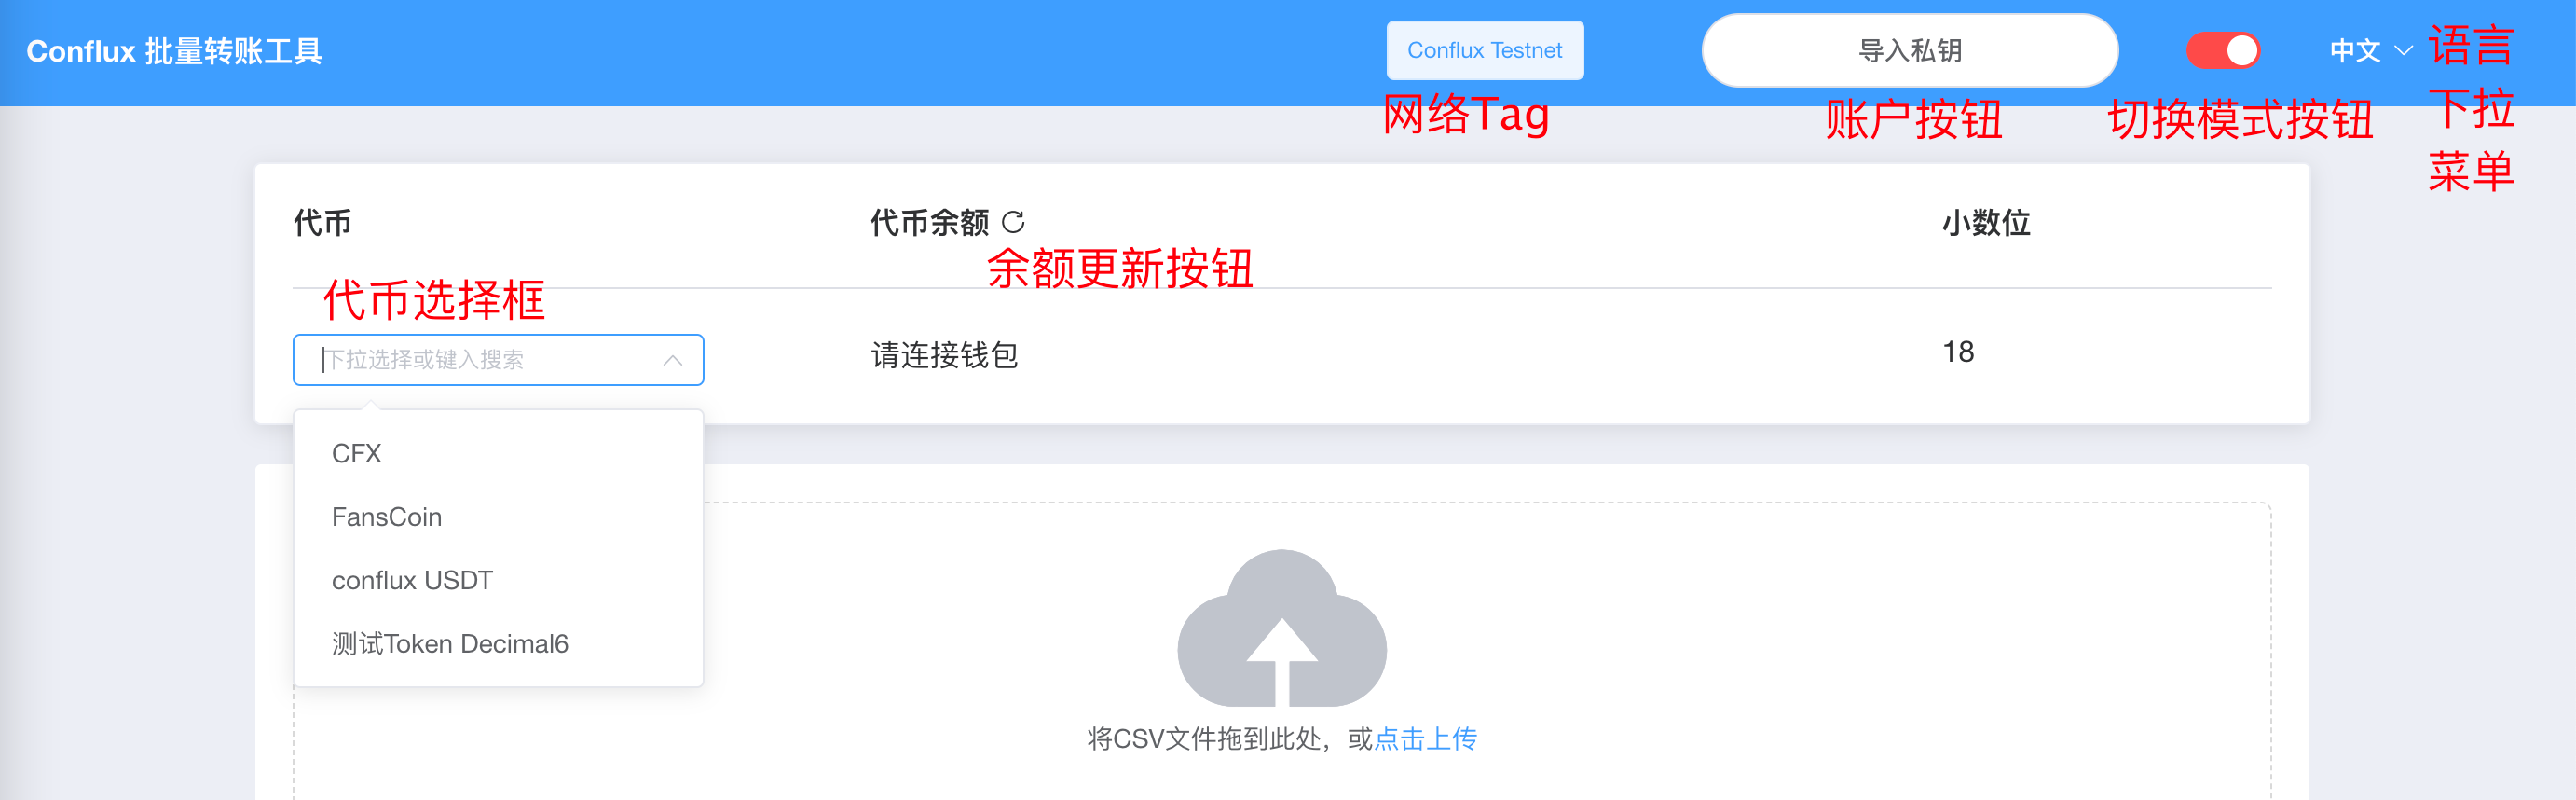 Conflux 批量转账工具
Conflux Testnet
导入私钥
中文
语言
下拉
菜单
网络Tag
账户按钮
切换模式按钮
代币
代币余额
小数位
余额更新按钮
代币选择框
下拉选择或键入搜索
请连接钱包
18
CFX
FansCoin
conflux USDT
测试Token Decimal6
将CSV文件拖到此处，或点击上传